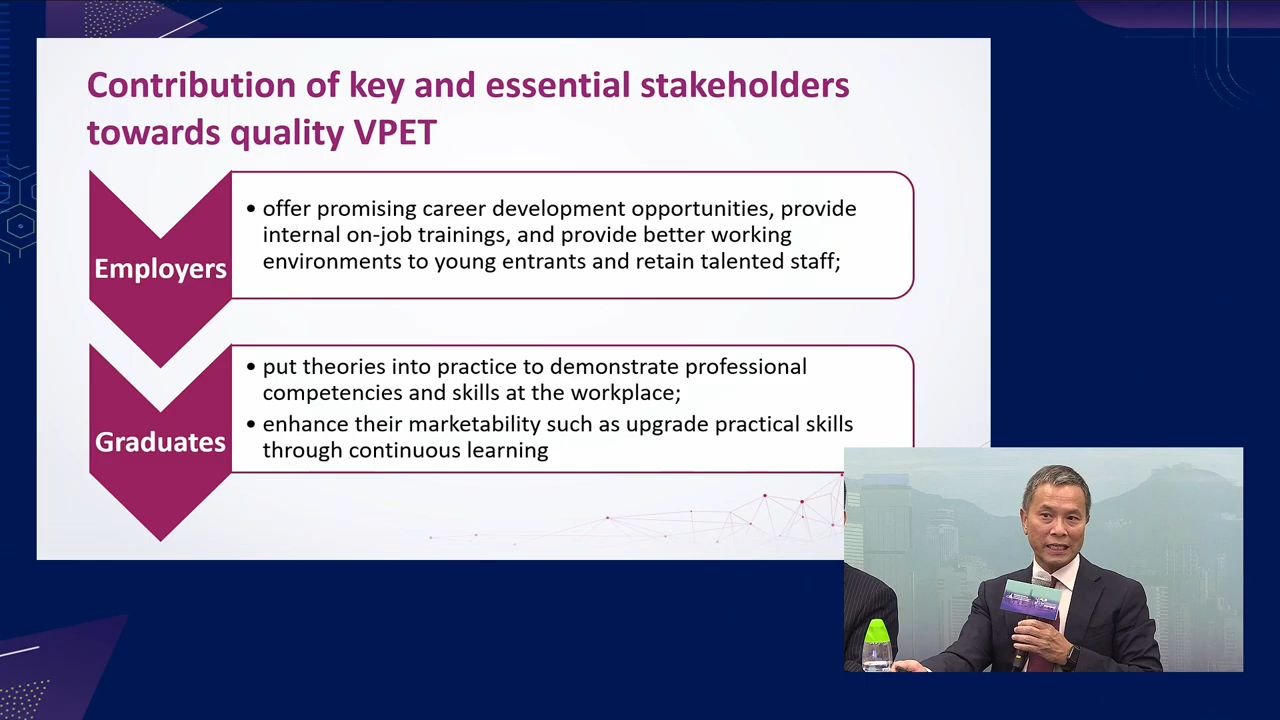 Contribution of key and essential stakeholders
towards quality VPET
Employers
• offer promising career development opportunities, provide
internal on-job trainings, and provide better working
environments to young entrants and retain talented staff;
Graduates
• put theories into practice to demonstrate professional
competencies and skills at the workplace;
• enhance their marketability such as upgrade practical skills
through continuous learning